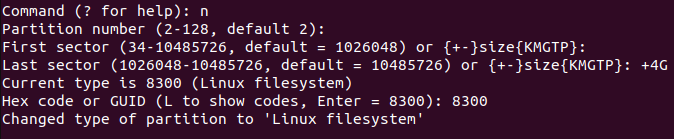 Command (? for help): n
Partition number (2-128, default 2):
First sector (34-10485726, default = 1026048) or {+-}size{KMGTP}:
Last sector (1026048-10485726, default = 10485726) or {+-}size{KMGTP}: +4G
Current type is 8300 (Linux filesystem)
Hex code or GUID (L to show codes, Enter = 8300): 8300
Changed type of partition to 'Linux filesystem'